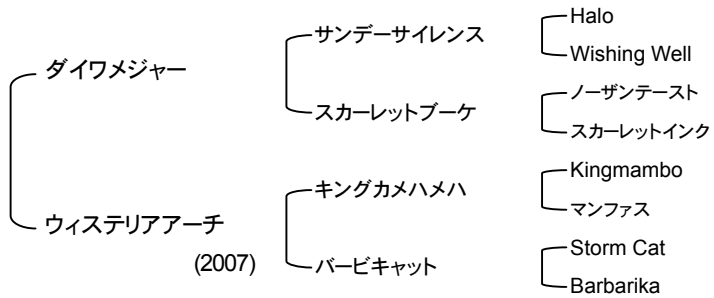 ダイワメジャー
サンデーサイレンス
Halo
Wishing Well
スカーレットブーケ
ノーザンテースト
スカーレットインク
ウィステリアアーチ
(2007)
キングカメハメハ
Kingmambo
マンファス
バービキャット
Storm Cat
Barbarika